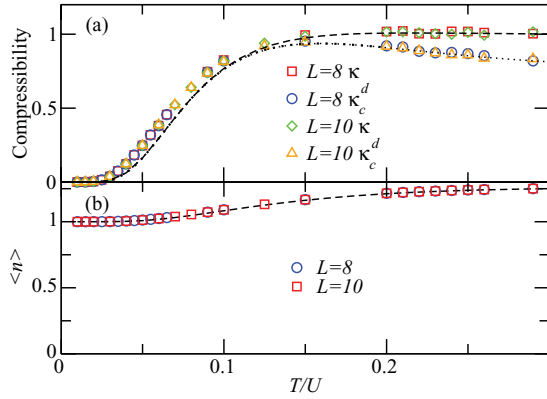 (a)
Compressibility
1
0.5
0
L=8 κ
L=8 κ_c^d
L=10 κ
L=10 κ_c^d
(b)
<n>
1
0.5
0
L=8
L=10
0
0.1
0.2
T/U